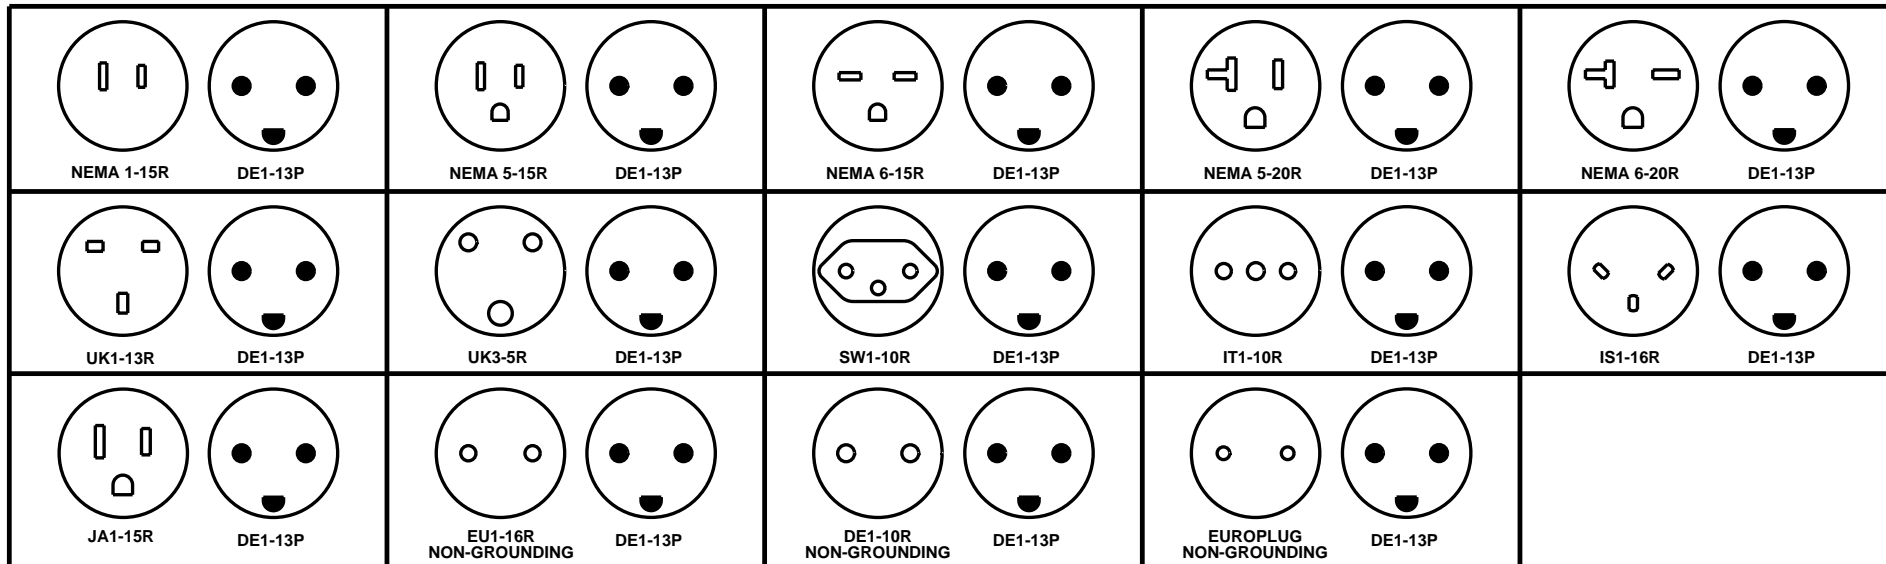 NEMA 1-15R DE1-13P NEMA 5-15R DE1-13P NEMA 6-15R DE1-13P NEMA 5-20R DE1-13P NEMA 6-20R DE1-13P
UK1-13R DE1-13P UK3-5R DE1-13P SW1-10R DE1-13P IT1-10R DE1-13P IS1-16R DE1-13P
JA1-15R DE1-13P EU1-16R DE1-13P DE1-10R DE1-13P EUROPLUG DE1-13P
NON-GROUNDING NON-GROUNDING NON-GROUNDING